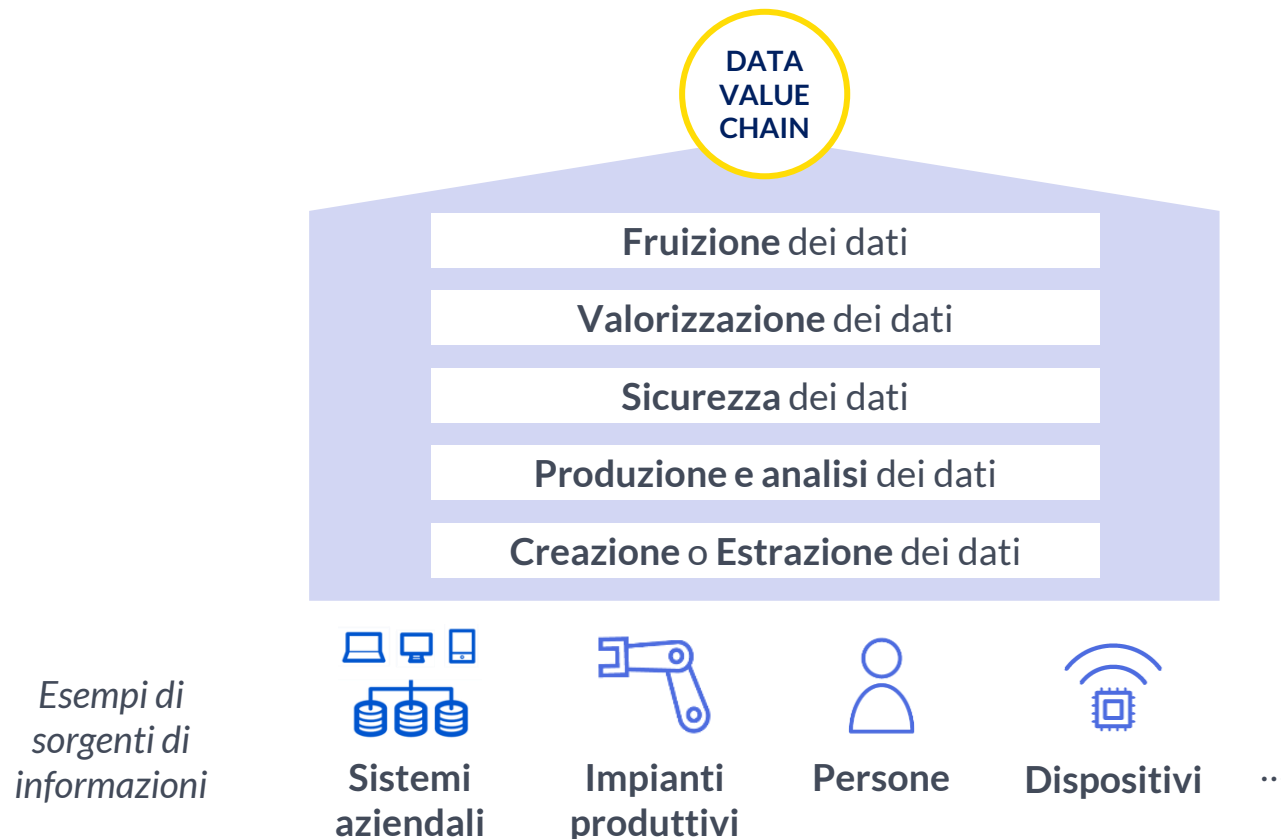 DATA
VALUE
CHAIN
Fruizione dei dati
Valorizzazione dei dati
Sicurezza dei dati
Produzione e analisi dei dati
Creazione o Estrazione dei dati
Esempi di
sorgenti di
informazioni
Sistemi
aziendali
Impianti
produttivi
Persone
Dispositivi
..